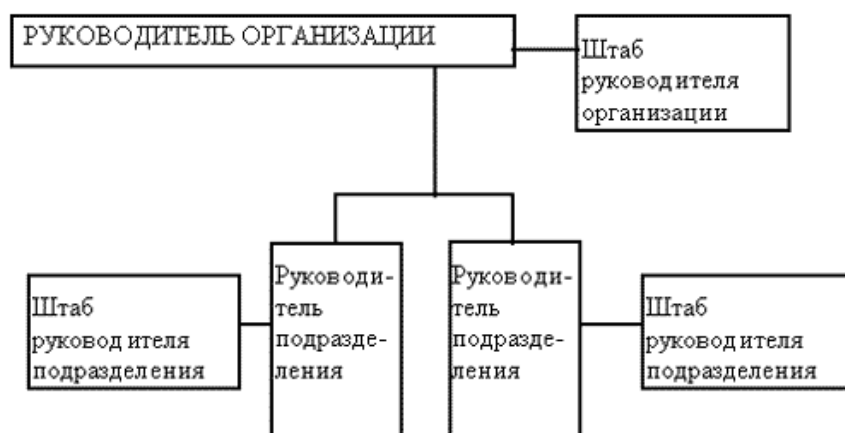 РУКОВОДИТЕЛЬ ОРГАНИЗАЦИИ
Штаб
руководителя
организации
Штаб
руководителя
подразделения
Руководи-
тель
подразде-
ления
Руководи-
тель
подразде-
ления
Штаб
руководителя
подразделения